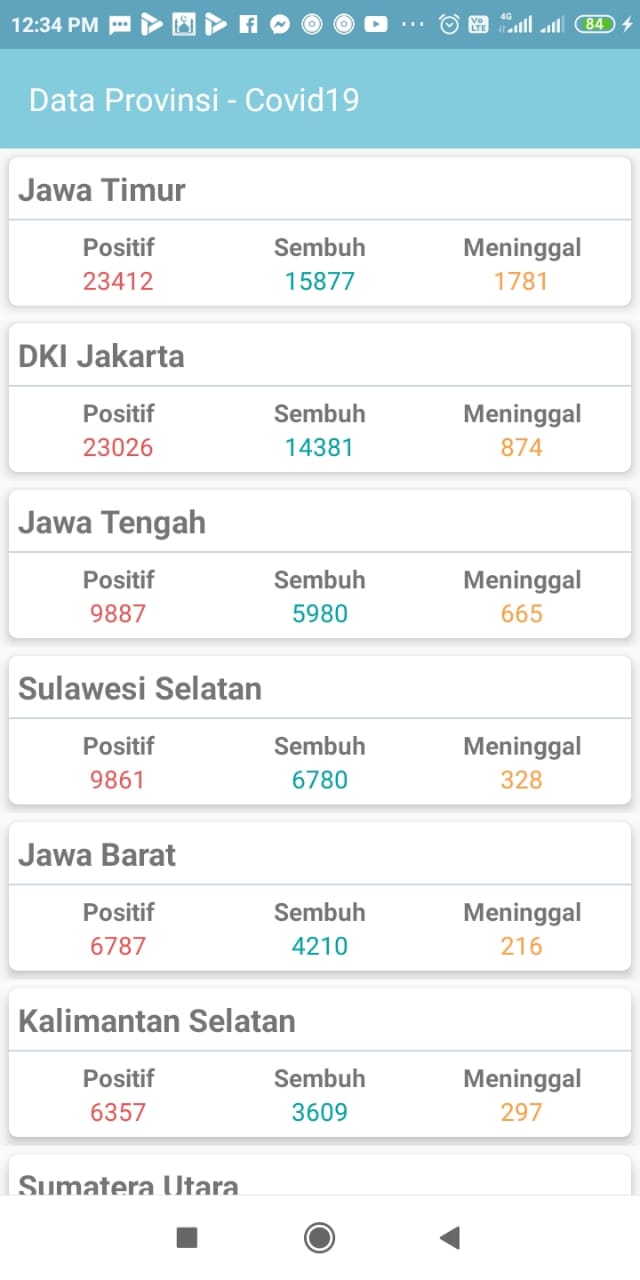 12:34 PM
4G
Vo LTE
84
Data Provinsi - Covid19
Jawa Timur
Positif Sembuh Meninggal
23412 15877 1781
DKI Jakarta
Positif Sembuh Meninggal
23026 14381 874
Jawa Tengah
Positif Sembuh Meninggal
9887 5980 665
Sulawesi Selatan
Positif Sembuh Meninggal
9861 6780 328
Jawa Barat
Positif Sembuh Meninggal
6787 4210 216
Kalimantan Selatan
Positif Sembuh Meninggal
6357 3609 297
Sumatera Utara